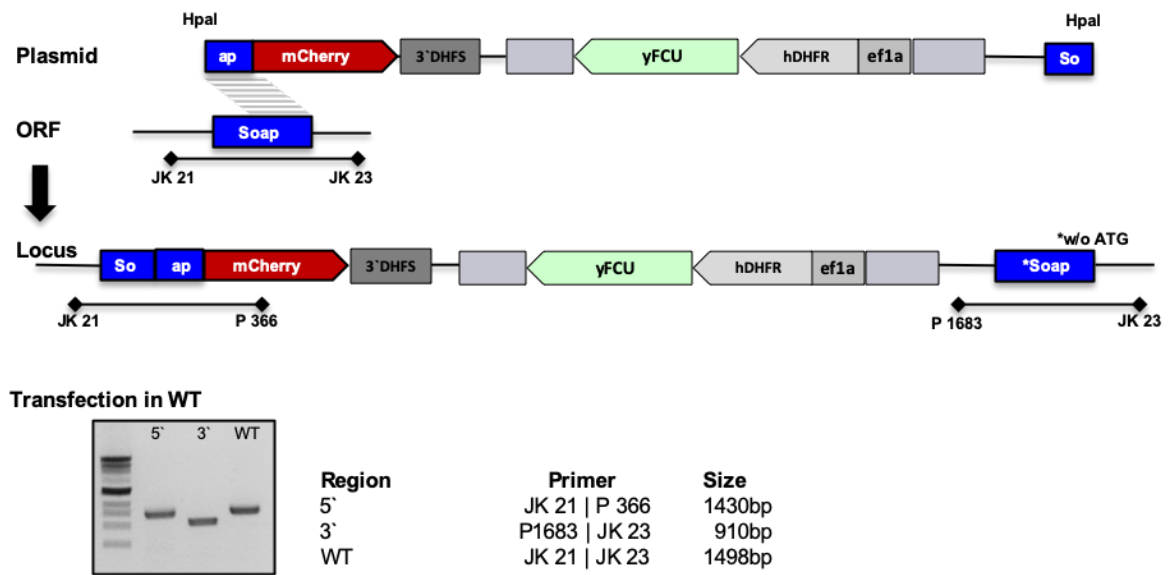 HpaI HpaI
Plasmid ap mCherry 3`DHFS yFCU hDHFR ef1a So
ORF Soap
JK 21 JK 23
*w/o ATG
Locus So ap mCherry 3`DHFS yFCU hDHFR ef1a *Soap
JK 21 P 366 P 1683 JK 23
Transfection in WT
5` 3` WT
Region Primer Size
5` JK 21 | P 366 1430bp
3` P1683 | JK 23 910bp
WT JK 21 | JK 23 1498bp